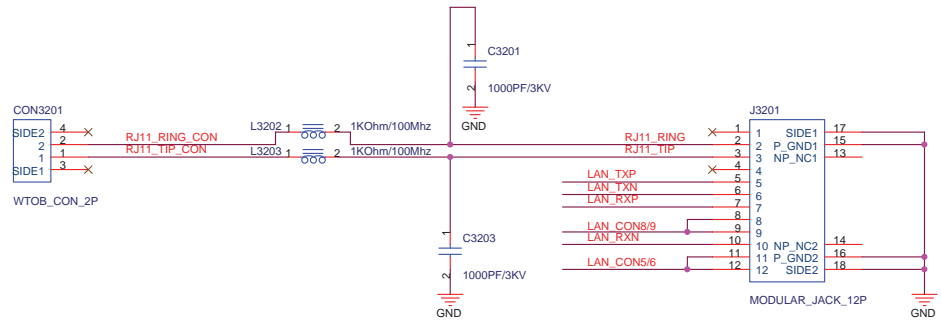 1
C3201
2
1000PF/3KV
GND
CON3201
SIDE2 4
2 2
1 1
SIDE1 3
WTOB_CON_2P
RJ11_RING_CON
RJ11_TIP_CON
L3202 1 2 1KOhm/100Mhz
L3203 1 2 1KOhm/100Mhz
1
C3203
2
1000PF/3KV
GND
RJ11_RING
RJ11_TIP
LAN_TXP
LAN_TXN
LAN_RXP
LAN_CON8/9
LAN_RXN
LAN_CON5/6
J3201
1 1 SIDE1 17
2 2 P_GND1 15
3 3 NP_NC1 13
4 4
5 5
6 6
7 7
8 8
9 9
10 10 NP_NC2 14
11 11 P_GND2 16
12 12 SIDE2 18
MODULAR_JACK_12P
GND